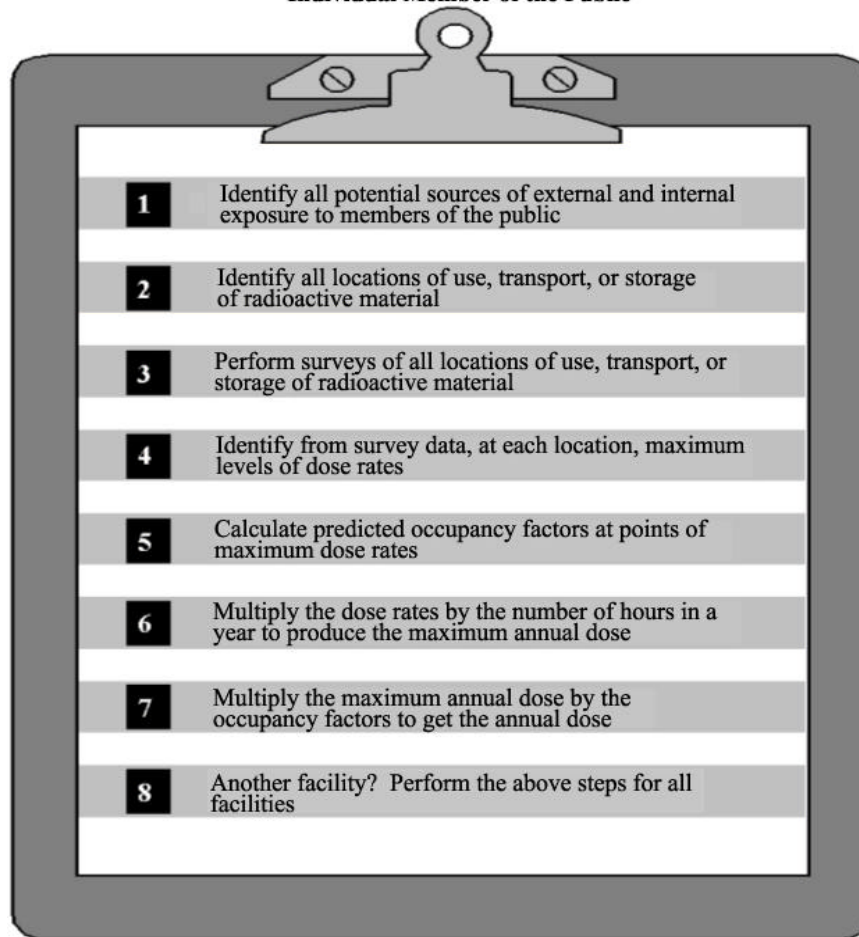 Individual Member of the Public
1
Identify all potential sources of external and internal
exposure to members of the public
2
Identify all locations of use, transport, or storage
of radioactive material
3
Perform surveys of all locations of use, transport, or
storage of radioactive material
4
Identify from survey data, at each location, maximum
levels of dose rates
5
Calculate predicted occupancy factors at points of
maximum dose rates
6
Multiply the dose rates by the number of hours in a
year to produce the maximum annual dose
7
Multiply the maximum annual dose by the
occupancy factors to get the annual dose
8
Another facility?  Perform the above steps for all
facilities